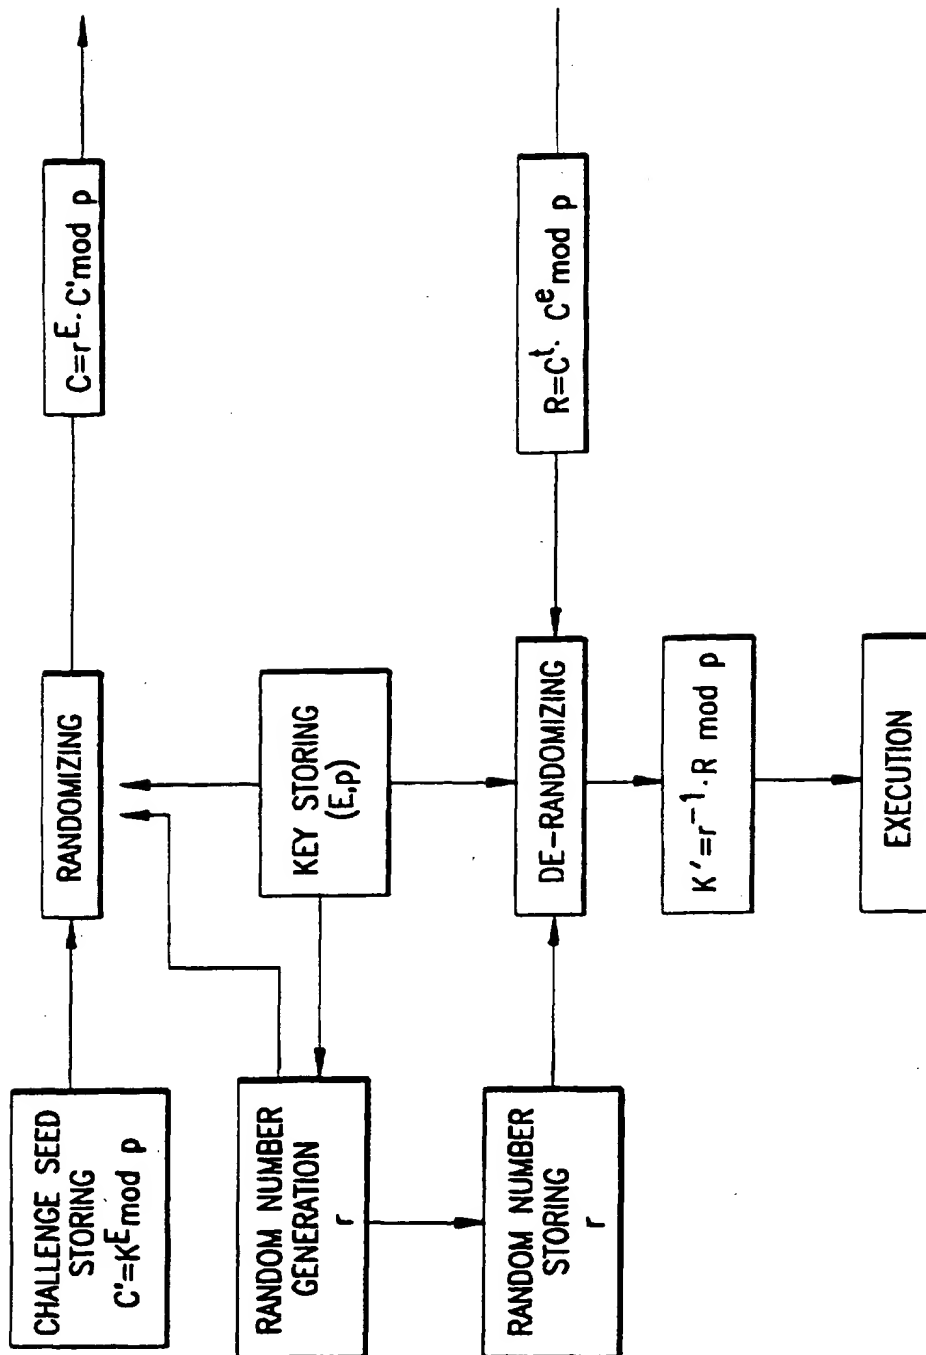 CHALLENGE SEED
STORING
C'=K^E mod p
RANDOMIZING
C=r^E· C' mod p
RANDOM NUMBER
GENERATION
r
KEY STORING
(E,p)
RANDOM NUMBER
STORING
r
DE-RANDOMIZING
R=C^t· C^e mod p
K'=r^-1·R mod p
EXECUTION